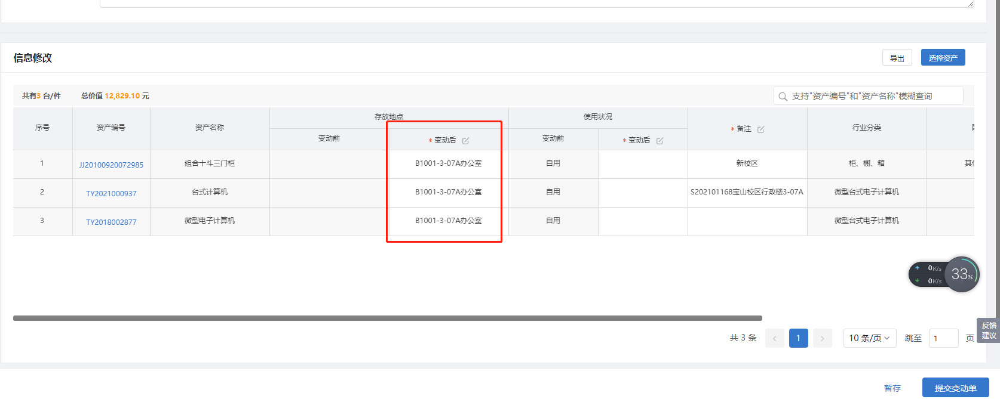 信息修改
导出
选择资产
共有3 台/件 总价值 12,829.10 元
支持"资产编号"和"资产名称"模糊查询
序号 资产编号 资产名称 存放地点 使用状况 * 备注 行业分类
变动前 * 变动后 变动前 * 变动后
1 JJ20100920072985 组合十斗三门柜 B1001-3-07A办公室 自用 新校区 柜、橱、箱
2 TY2021000937 台式计算机 B1001-3-07A办公室 自用 S202101168宝山校区行政楼3-07A 微型台式电子计算机
3 TY2018002877 微型电子计算机 B1001-3-07A办公室 自用 微型台式电子计算机
0K/s
0K/s
33%
反馈
建议
共 3 条 1 10 条/页 跳至 1 页
暂存
提交变动单